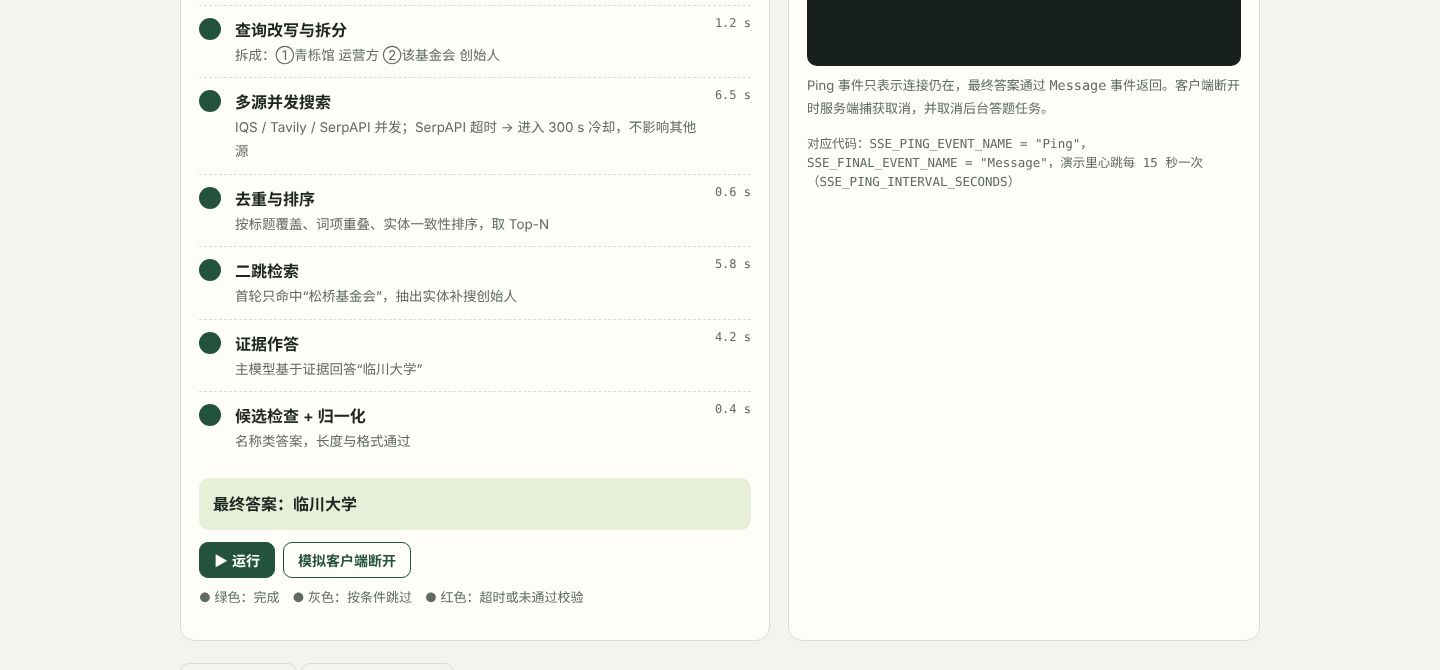 查询改写与拆分
1.2 s
拆成：①青栎馆 运营方 ②该基金会 创始人
多源并发搜索
6.5 s
IQS / Tavily / SerpAPI 并发；SerpAPI 超时 → 进入 300 s 冷却，不影响其他
源
去重与排序
0.6 s
按标题覆盖、词项重叠、实体一致性排序，取 Top-N
二跳检索
5.8 s
首轮只命中“松桥基金会”，抽出实体补搜创始人
证据作答
4.2 s
主模型基于证据回答“临川大学”
候选检查 + 归一化
0.4 s
名称类答案，长度与格式通过
最终答案：临川大学
▶ 运行
模拟客户端断开
● 绿色：完成 ● 灰色：按条件跳过 ● 红色：超时或未通过校验
Ping 事件只表示连接仍在，最终答案通过 Message 事件返回。客户端断开
时服务端捕获取消，并取消后台答题任务。
对应代码：SSE_PING_EVENT_NAME = "Ping"，
SSE_FINAL_EVENT_NAME = "Message"，演示里心跳每 15 秒一次
（SSE_PING_INTERVAL_SECONDS）